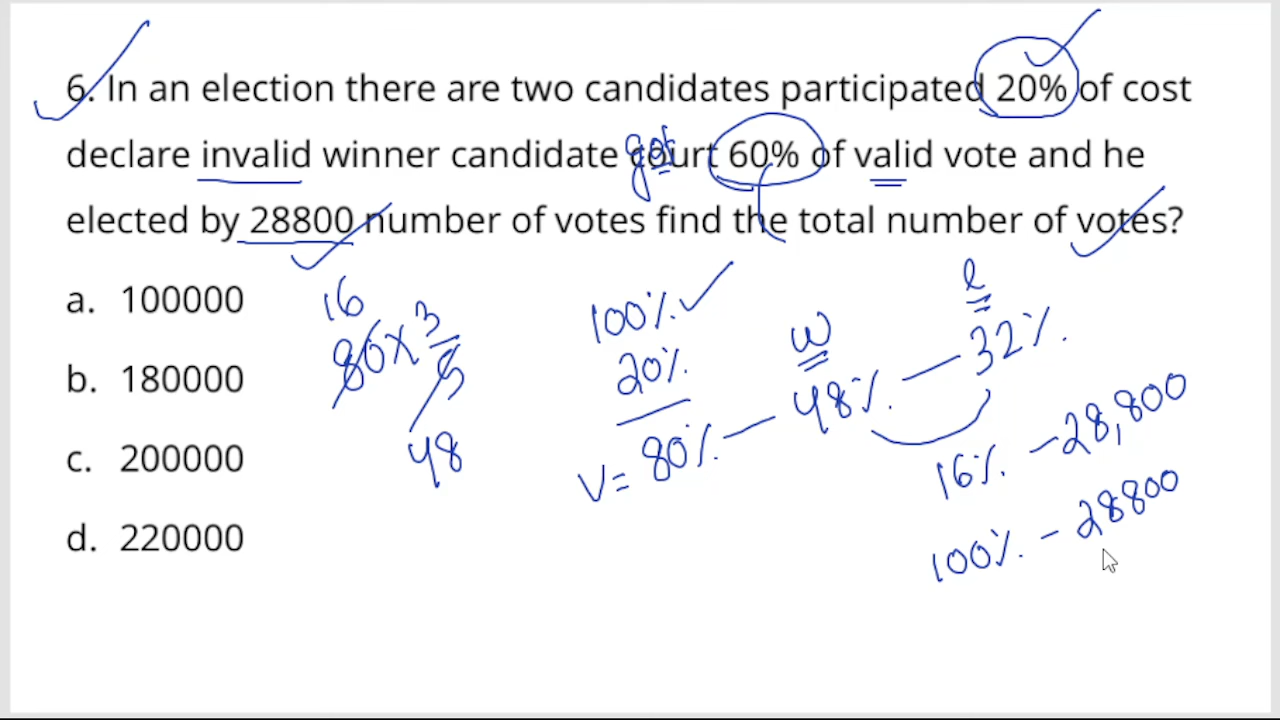 6. In an election there are two candidates participated 20% of cost
declare invalid winner candidate court 60% of valid vote and he
got
elected by 28800 number of votes find the total number of votes?
a. 100000
b. 180000
c. 200000
d. 220000
16
80 x 3/5
48
100%
20%
V = 80% - 48% - 32%
w
l
16% - 28,800
100% - 28800